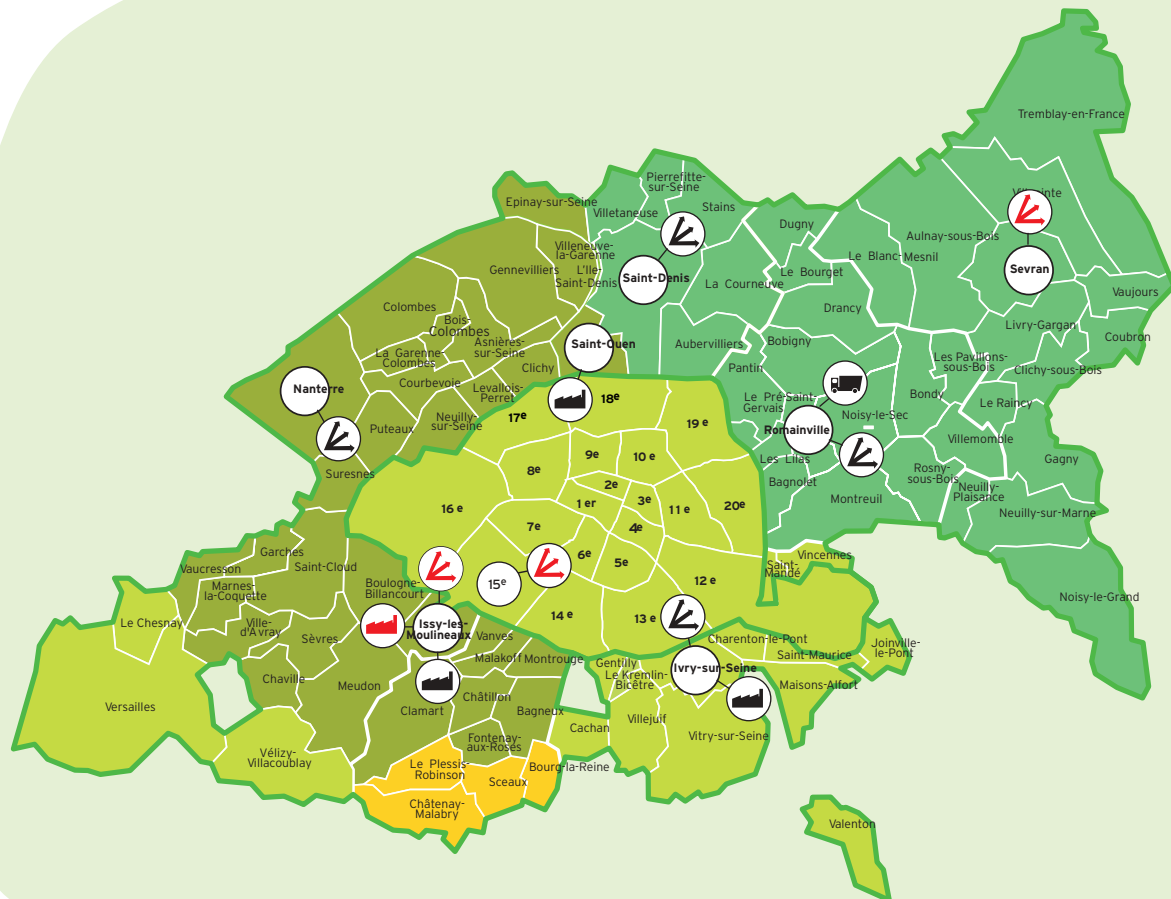 Tremblay-en-France
Pierrefitte-
sur-Seine
Villepinte
Epinay-sur-Seine
Villetaneuse
Stains
Dugny
Aulnay-sous-Bois
Villeneuve-
la-Garenne
L'Ile-
Saint-Denis
Gennevilliers
Saint-Denis
La Courneuve
Le Bourget
Le Blanc-Mesnil
Sevran
Vaujours
Colombes
Bois-
Colombes
Drancy
Livry-Gargan
Coubron
Asnières-
sur-Seine
Saint-Ouen
Aubervilliers
Bobigny
La Garenne-
Colombes
Clichy
Pantin
Les Pavillons-
sous-Bois
Clichy-sous-Bois
Nanterre
Courbevoie
Levallois-
Perret
18e
Le Pré-Saint-
Gervais
Bondy
Le Raincy
Puteaux
Neuilly-
sur-Seine
17e
19 e
Romainville
Noisy-le-Sec
Villemomble
Suresnes
8e
9e
10 e
Les Lilas
Bagnolet
Rosny-
sous-Bois
Gagny
16 e
2e
1 er
3e
11 e
20e
Montreuil
Neuilly-
Plaisance
Neuilly-sur-Marne
7e
4e
6e
5e
Garches
Vaucresson
Saint-Cloud
Marnes-
la-Coquette
Boulogne-
Billancourt
15e
12 e
Saint-
Mandé
Vincennes
Noisy-le-Grand
Le Chesnay
Ville-
d'Avray
Sèvres
Issy-les-
Moulineaux
Vanves
14 e
13 e
Charenton-le-Pont
Saint-Maurice
Joinville-
le-Pont
Malakoff
Montrouge
Gentilly
Le Kremlin-
Bicêtre
Ivry-sur-Seine
Maisons-Alfort
Chaville
Meudon
Châtillon
Clamart
Bagneux
Versailles
Cachan
Villejuif
Vitry-sur-Seine
Fontenay-
aux-Roses
Vélizy-
Villacoublay
Le Plessis-
Robinson
Bourg-la-Reine
Sceaux
Châtenay-
Malabry
Valenton